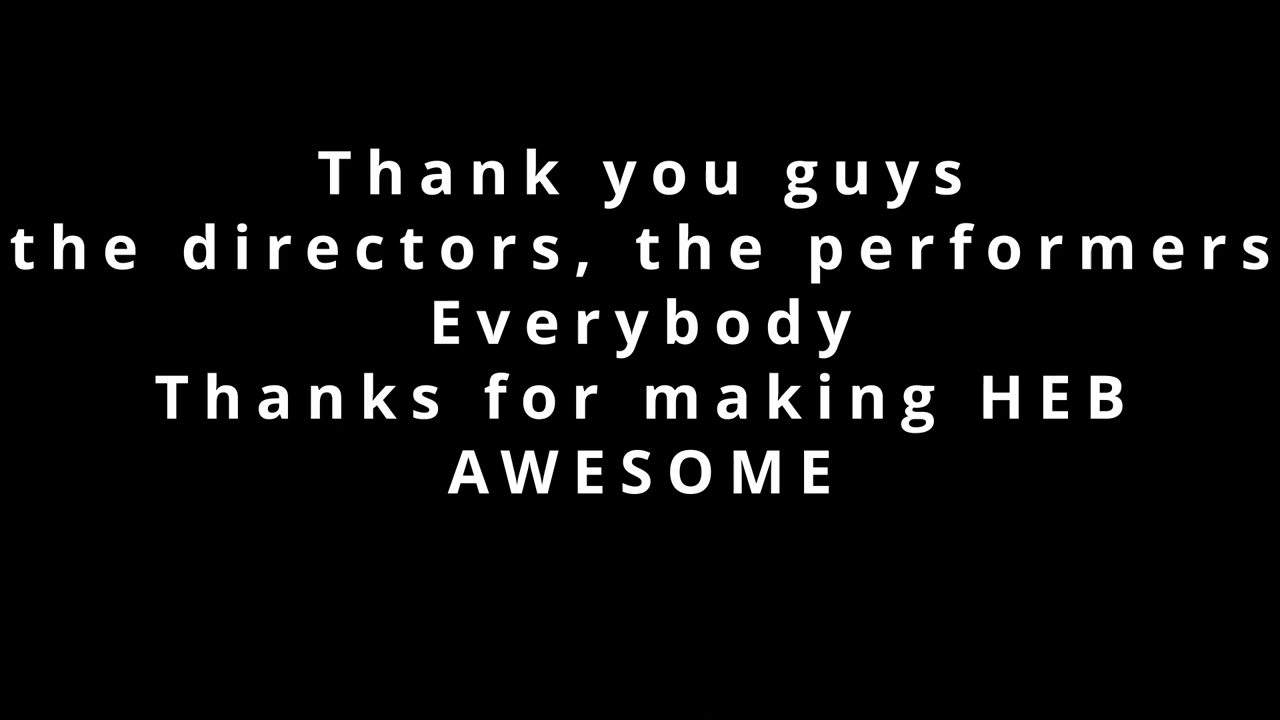 Thank you guys
the directors, the performers
Everybody
Thanks for making HEB
AWESOME